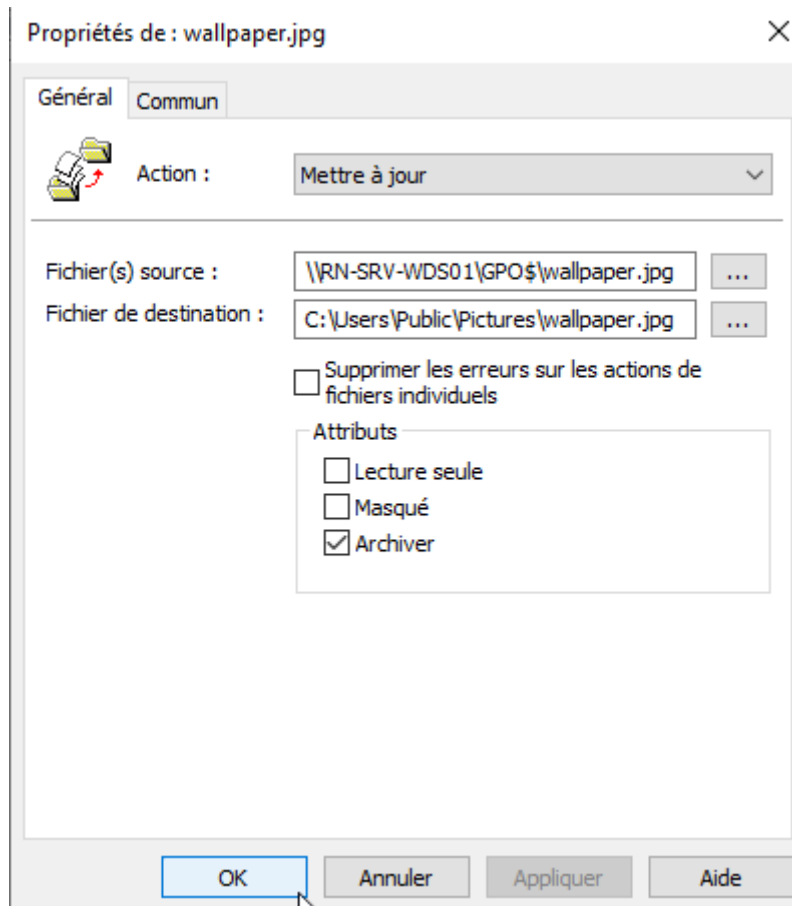 Propriétés de : wallpaper.jpg
Général
Commun
Action :
Mettre à jour
Fichier(s) source :
\\RN-SRV-WDS01\GPO$\wallpaper.jpg
...
Fichier de destination :
C:\Users\Public\Pictures\wallpaper.jpg
...
Supprimer les erreurs sur les actions de
fichiers individuels
Attributs
Lecture seule
Masqué
Archiver
OK
Annuler
Appliquer
Aide